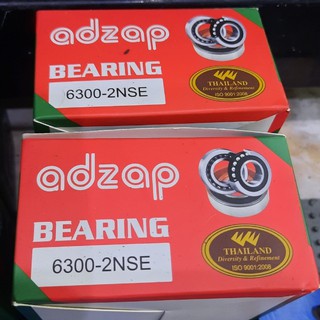 adzap
BEARING
6300-2NSE
THAILAND
Diversity & Refinement
ISO 9001:2008
adzap
BEARING
6300-2NSE
THAILAND
Diversity & Refinement
ISO 9001:2008